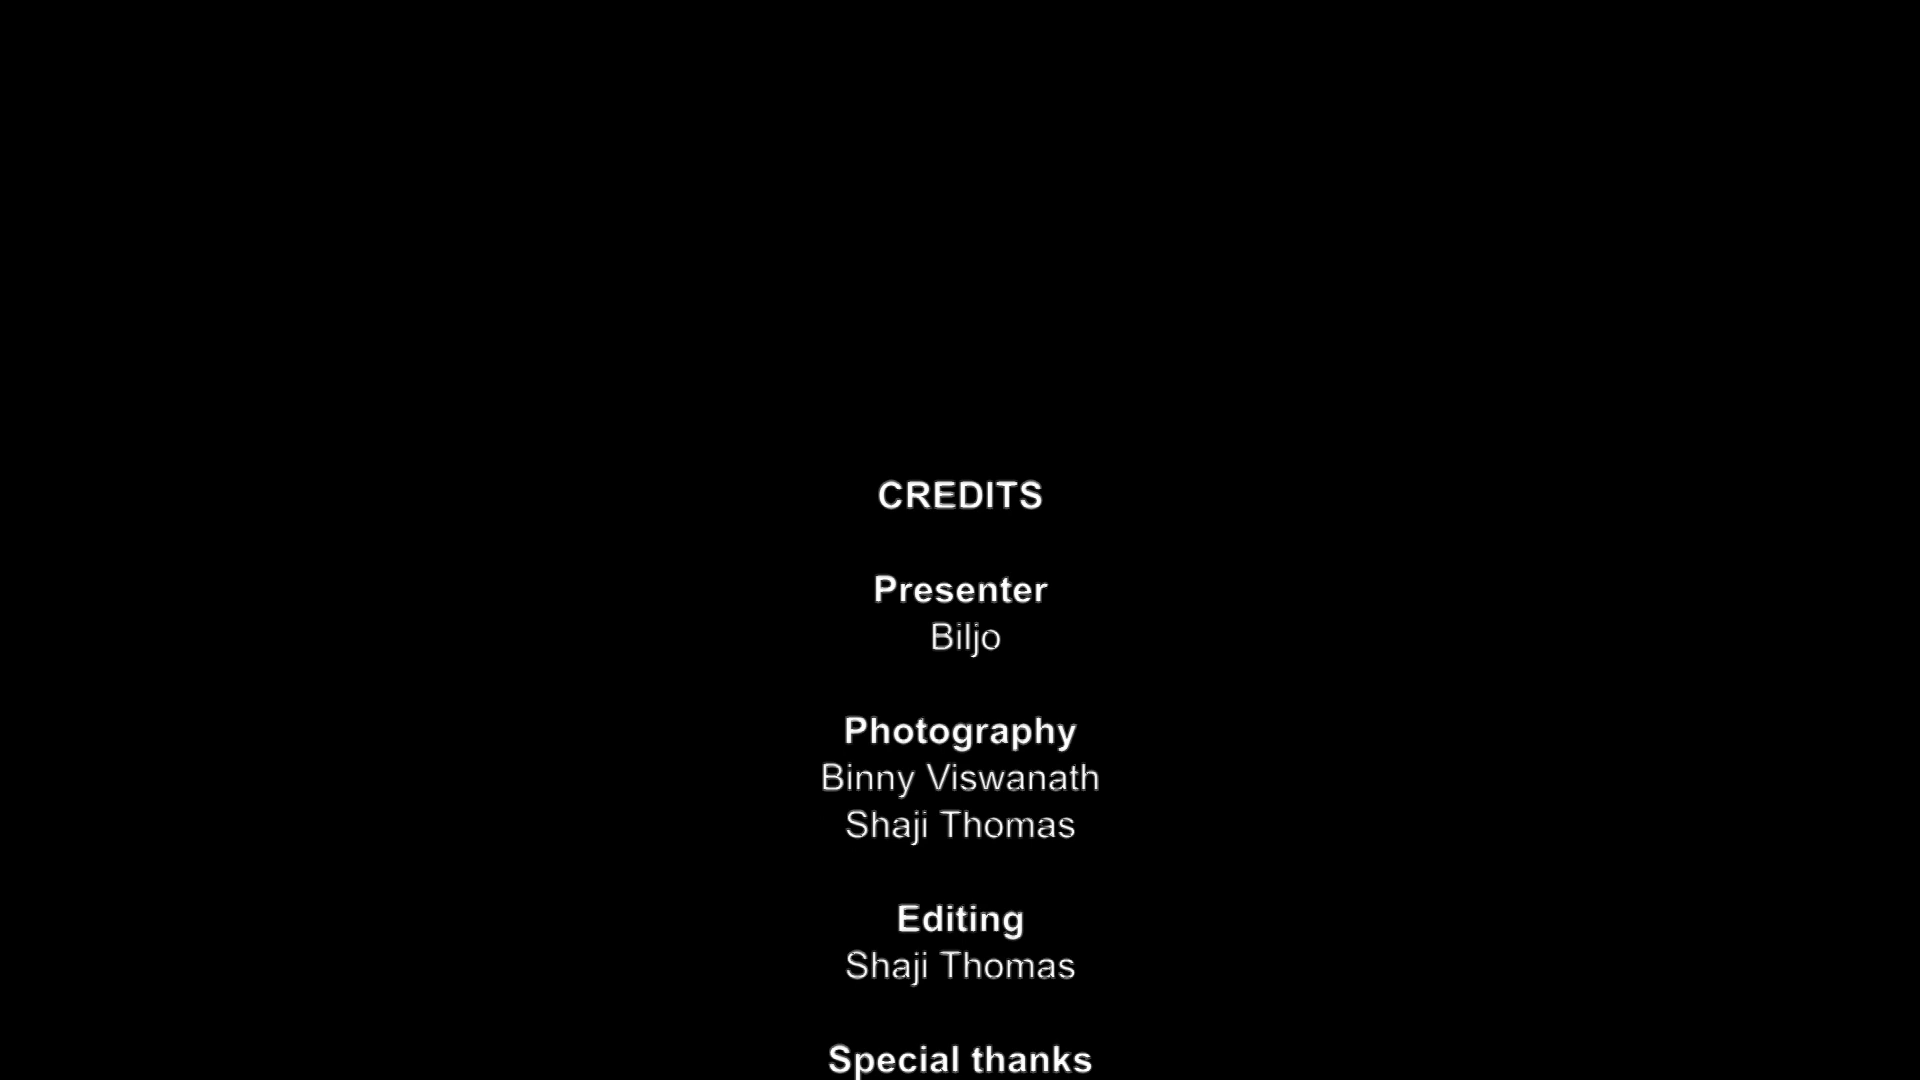 CREDITS
Presenter
Biljo
Photography
Binny Viswanath
Shaji Thomas
Editing
Shaji Thomas
Special thanks